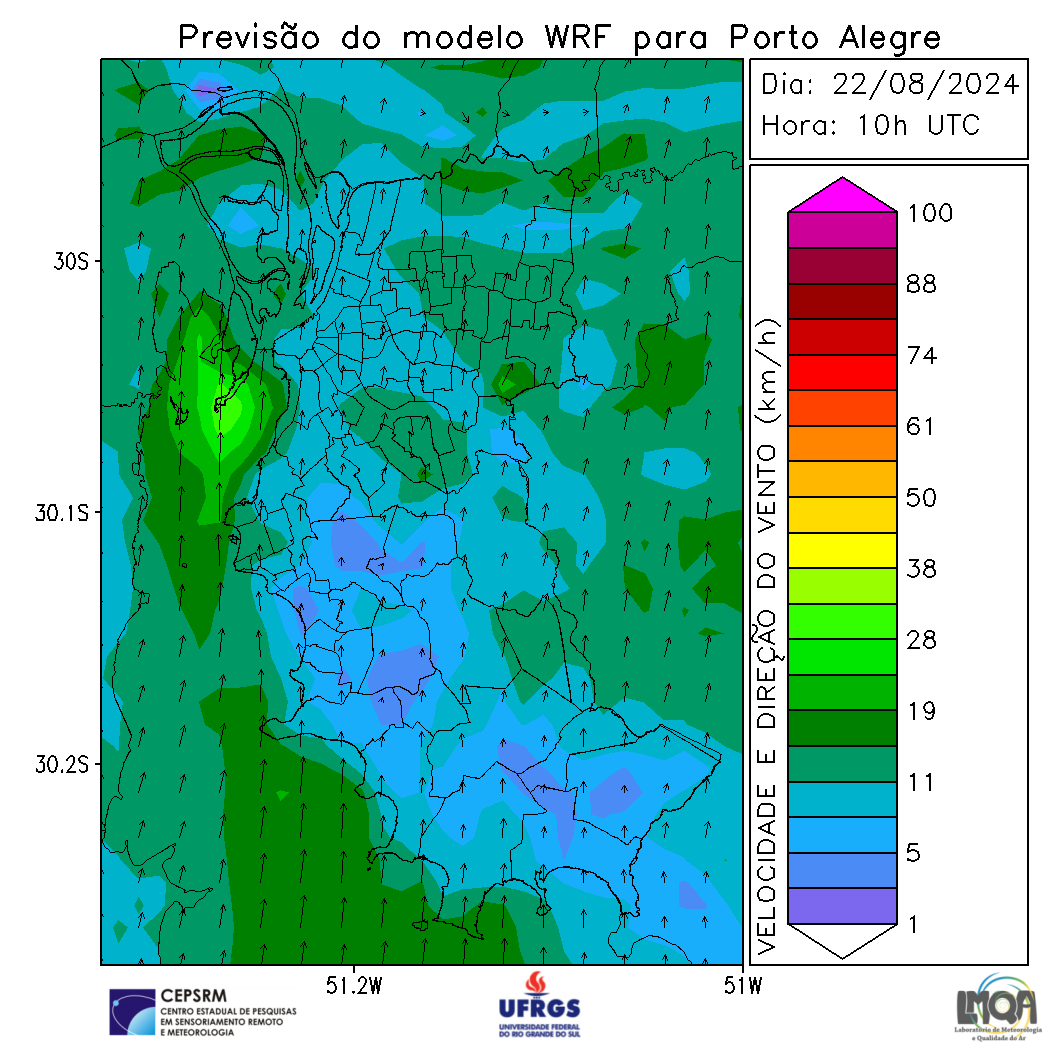 Previsão do modelo WRF para Porto Alegre
Dia: 22/08/2024
Hora: 10h UTC
30S
30.1S
30.2S
51.2W
51W
VELOCIDADE E DIREÇÃO DO VENTO (km/h)
100
88
74
61
50
38
28
19
11
5
1
CEPSRM
CENTRO ESTADUAL DE PESQUISAS
EM SENSORIAMENTO REMOTO
E METEOROLOGIA
UFRGS
UNIVERSIDADE FEDERAL
DO RIO GRANDE DO SUL
LMQA
Laboratório de Meteorologia
e Qualidade do Ar